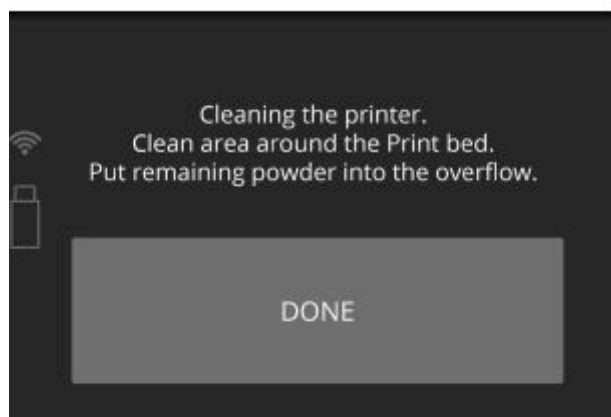 Cleaning the printer.
Clean area around the Print bed.
Put remaining powder into the overflow.
DONE